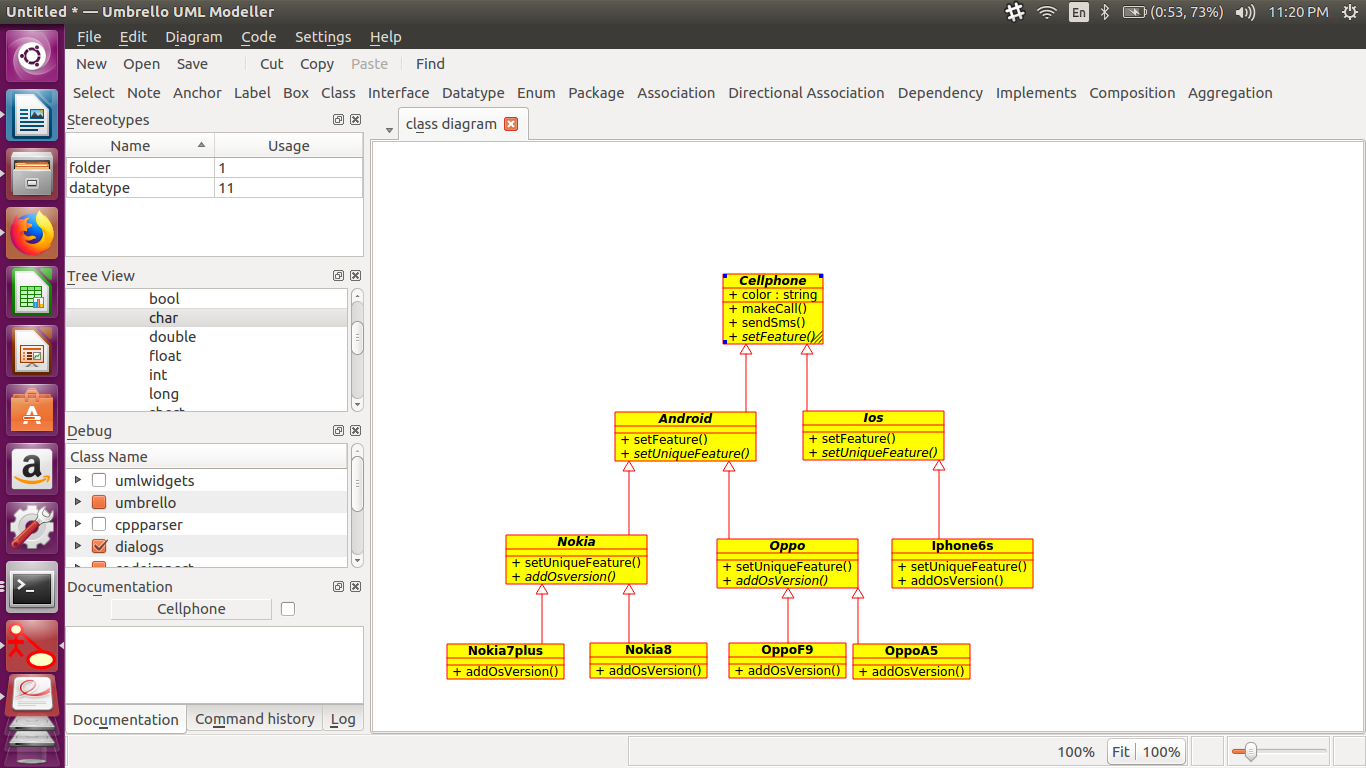 Untitled * — Umbrello UML Modeller
En (0:53, 73%) 11:20 PM
File Edit Diagram Code Settings Help
New Open Save Cut Copy Paste Find
Select Note Anchor Label Box Class Interface Datatype Enum Package Association Directional Association Dependency Implements Composition Aggregation
Stereotypes
Name Usage
folder 1
datatype 11
Tree View
bool
char
double
float
int
long
short
Debug
Class Name
umlwidgets
umbrello
cppparser
dialogs
codeimport
Documentation
Cellphone
Documentation Command history Log
class diagram
Cellphone
+ color : string
+ makeCall()
+ sendSms()
+ setFeature()
Android
+ setFeature()
+ setUniqueFeature()
Ios
+ setFeature()
+ setUniqueFeature()
Nokia
+ setUniqueFeature()
+ addOsversion()
Oppo
+ setUniqueFeature()
+ addOsVersion()
Iphone6s
+ setUniqueFeature()
+ addOsVersion()
Nokia7plus
+ addOsVersion()
Nokia8
+ addOsVersion()
OppoF9
+ addOsVersion()
OppoA5
+ addOsVersion()
100% Fit 100%